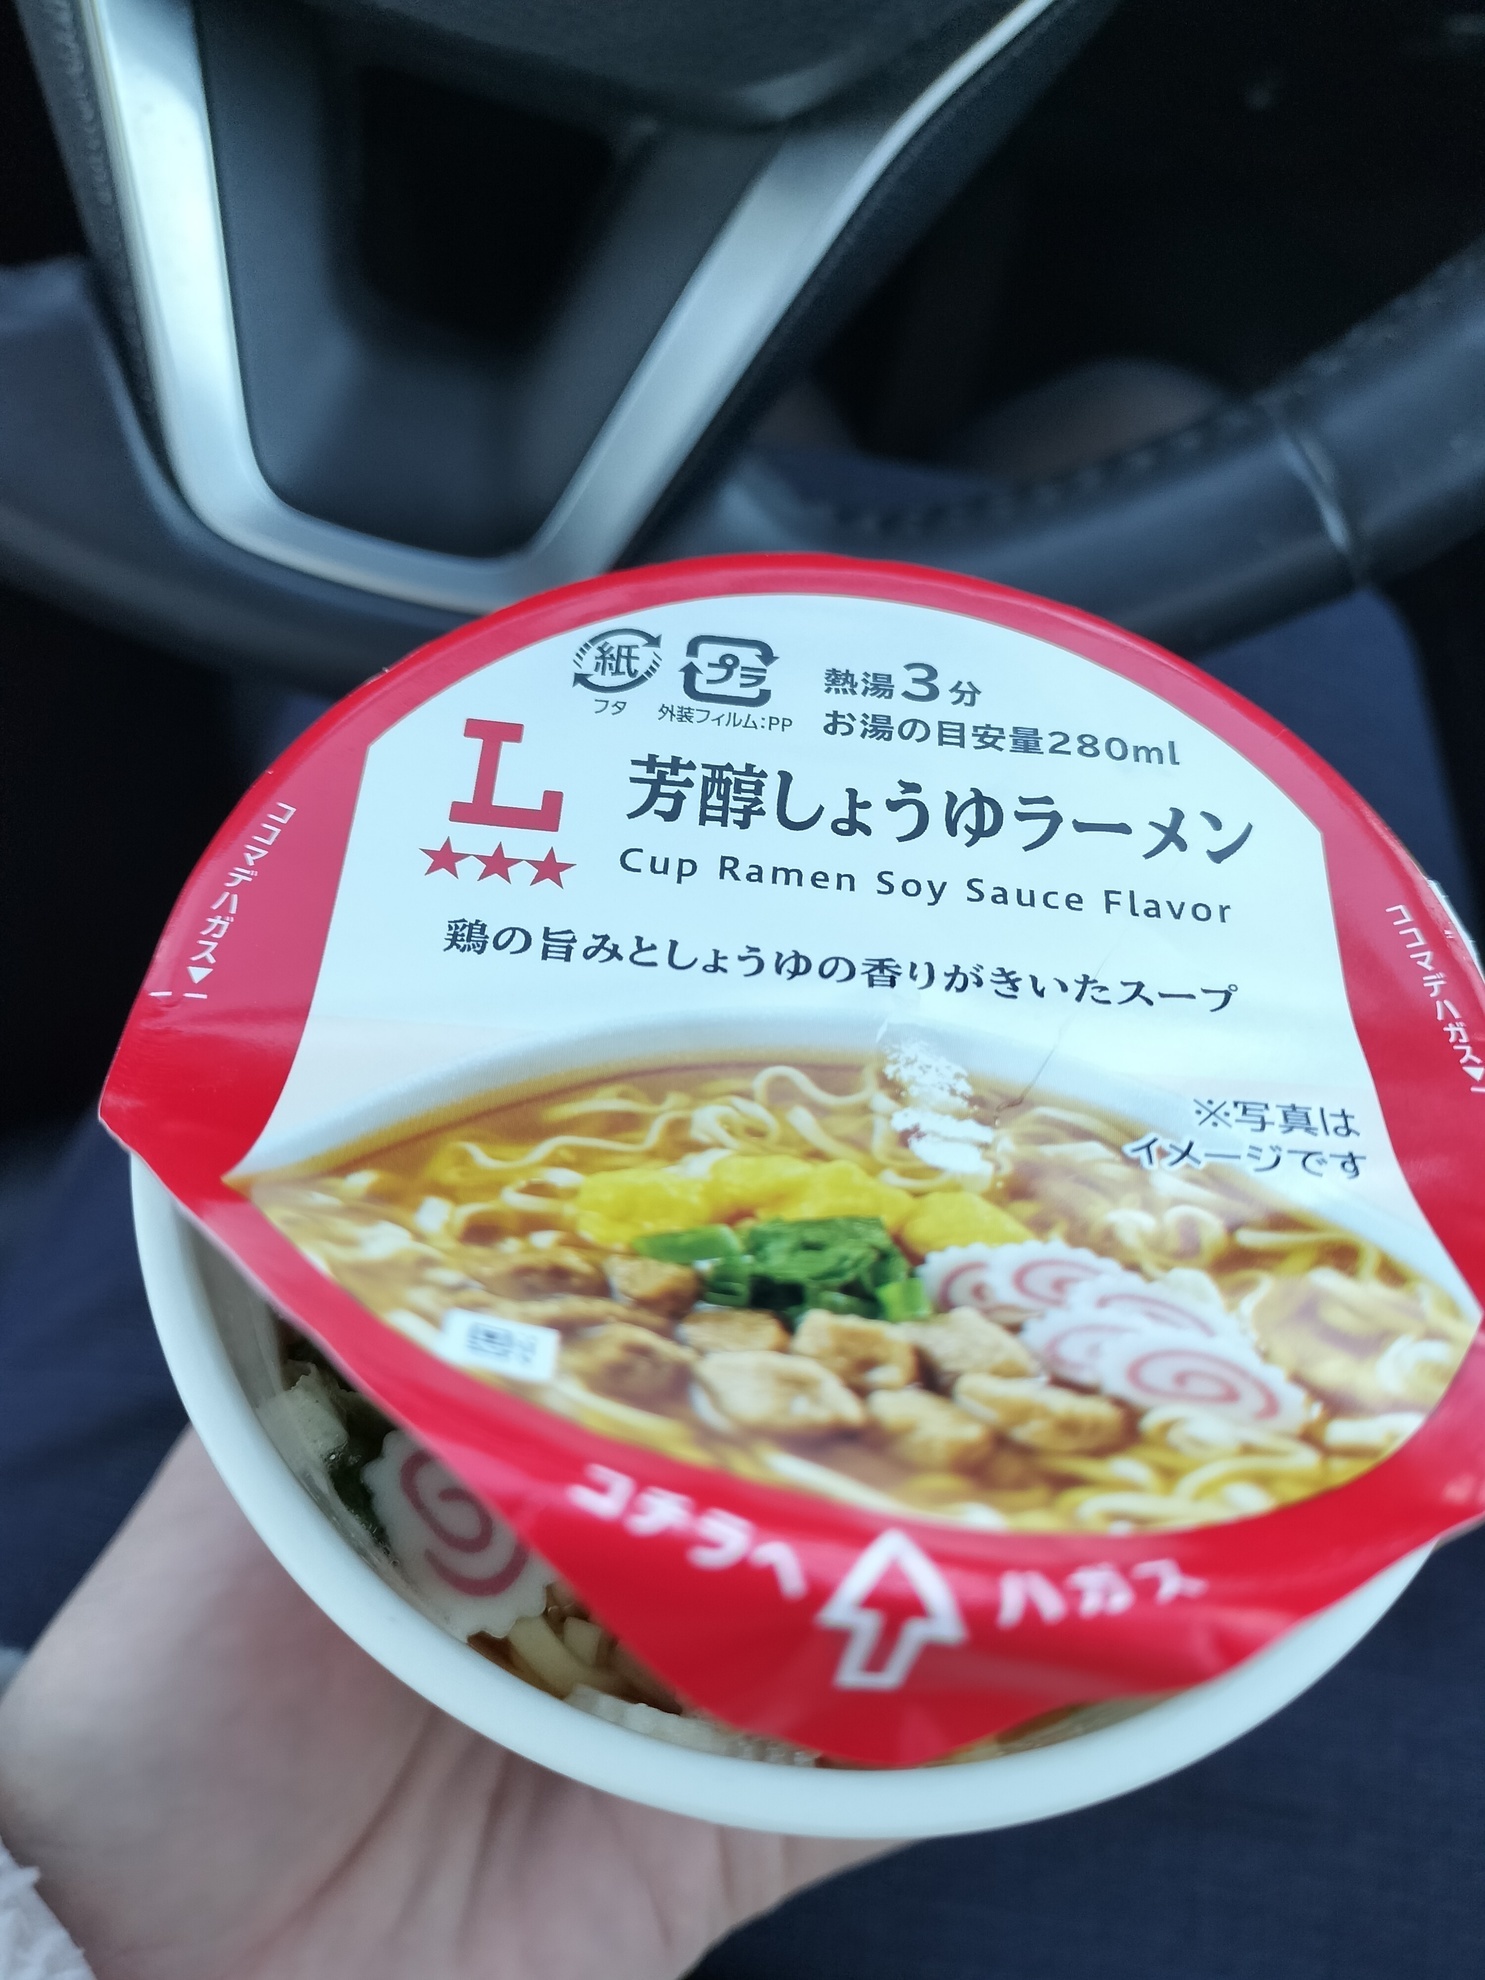 紙
フタ
プラ
外装フィルム:PP
熱湯3分
お湯の目安量280ml
L
★★★
芳醇しょうゆラーメン
Cup Ramen Soy Sauce Flavor
鶏の旨みとしょうゆの香りがきいたスープ
※写真は
イメージです
ココマデハガス▼
ココマデハガス▼
コチラヘ
ハガス